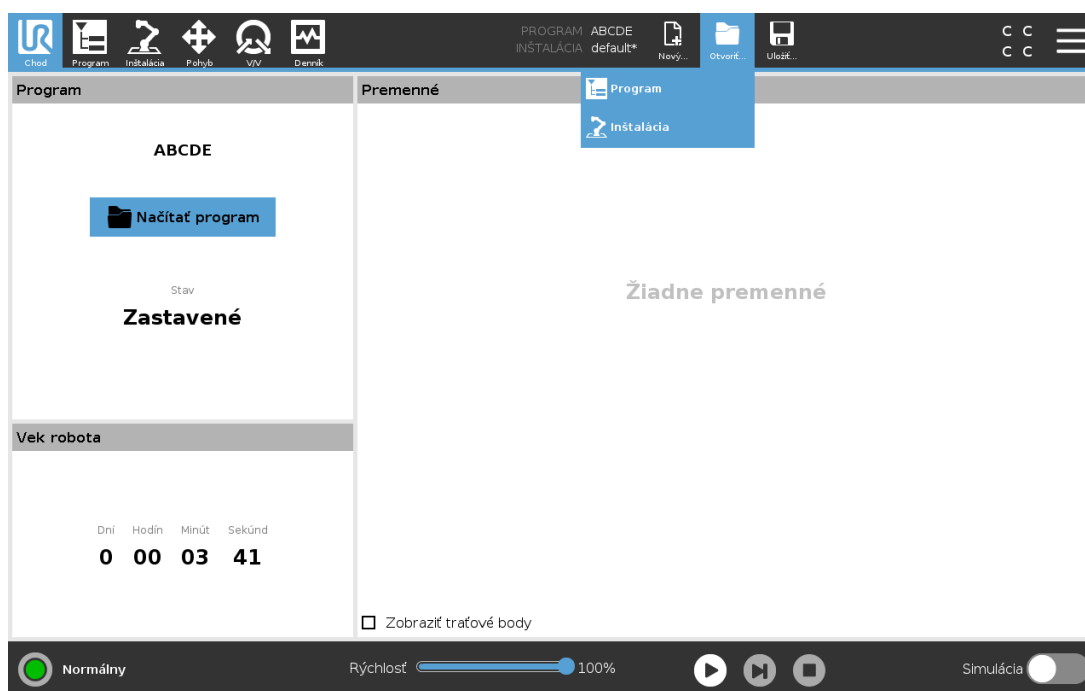 UR
Chod
Program
Inštalácia
Pohyb
V/V
Denník
PROGRAM ABCDE
INŠTALÁCIA default*
Nový...
Otvoriť...
Uložiť...
C C
C C
Program
Inštalácia
Program
ABCDE
Načítať program
Stav
Zastavené
Premenné
Žiadne premenné
Zobraziť traťové body
Vek robota
Dní Hodín Minút Sekúnd
0 00 03 41
Normálny
Rýchlosť 100%
Simulácia